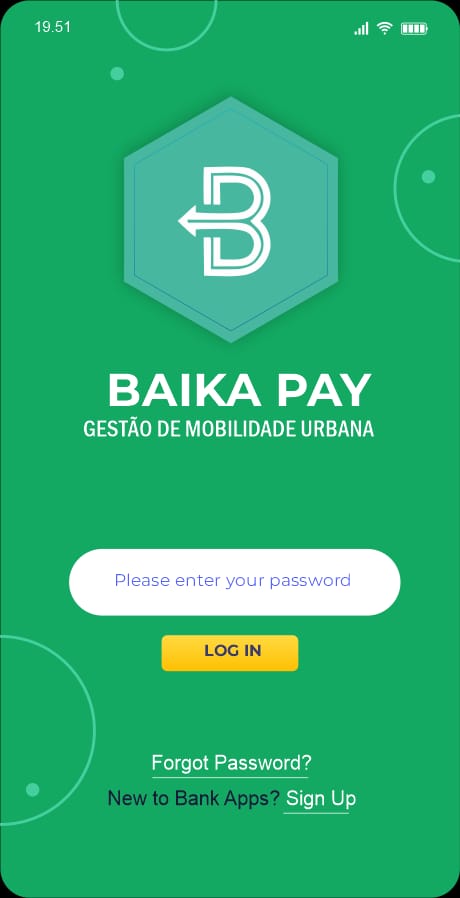 19.51
B
BAIKA PAY
GESTÃO DE MOBILIDADE URBANA
Please enter your password
LOG IN
Forgot Password?
New to Bank Apps? Sign Up